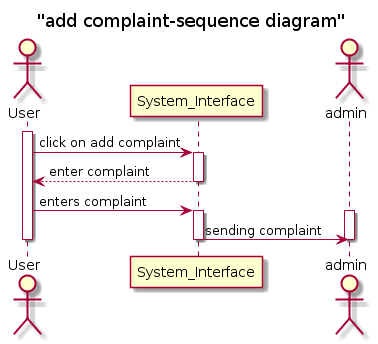 "add complaint-sequence diagram"
User
System_Interface
admin
click on add complaint
enter complaint
enters complaint
sending complaint
User
System_Interface
admin